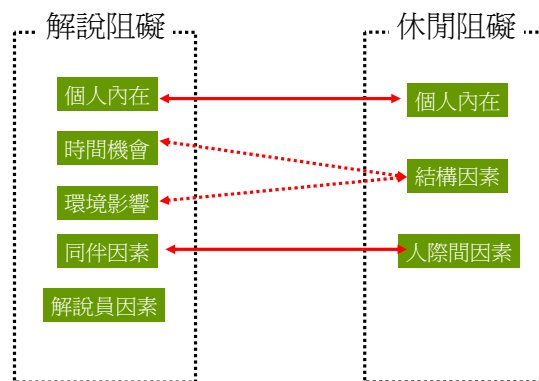 解說阻礙
個人內在
時間機會
環境影響
同伴因素
解說員因素
休閒阻礙
個人內在
結構因素
人際間因素